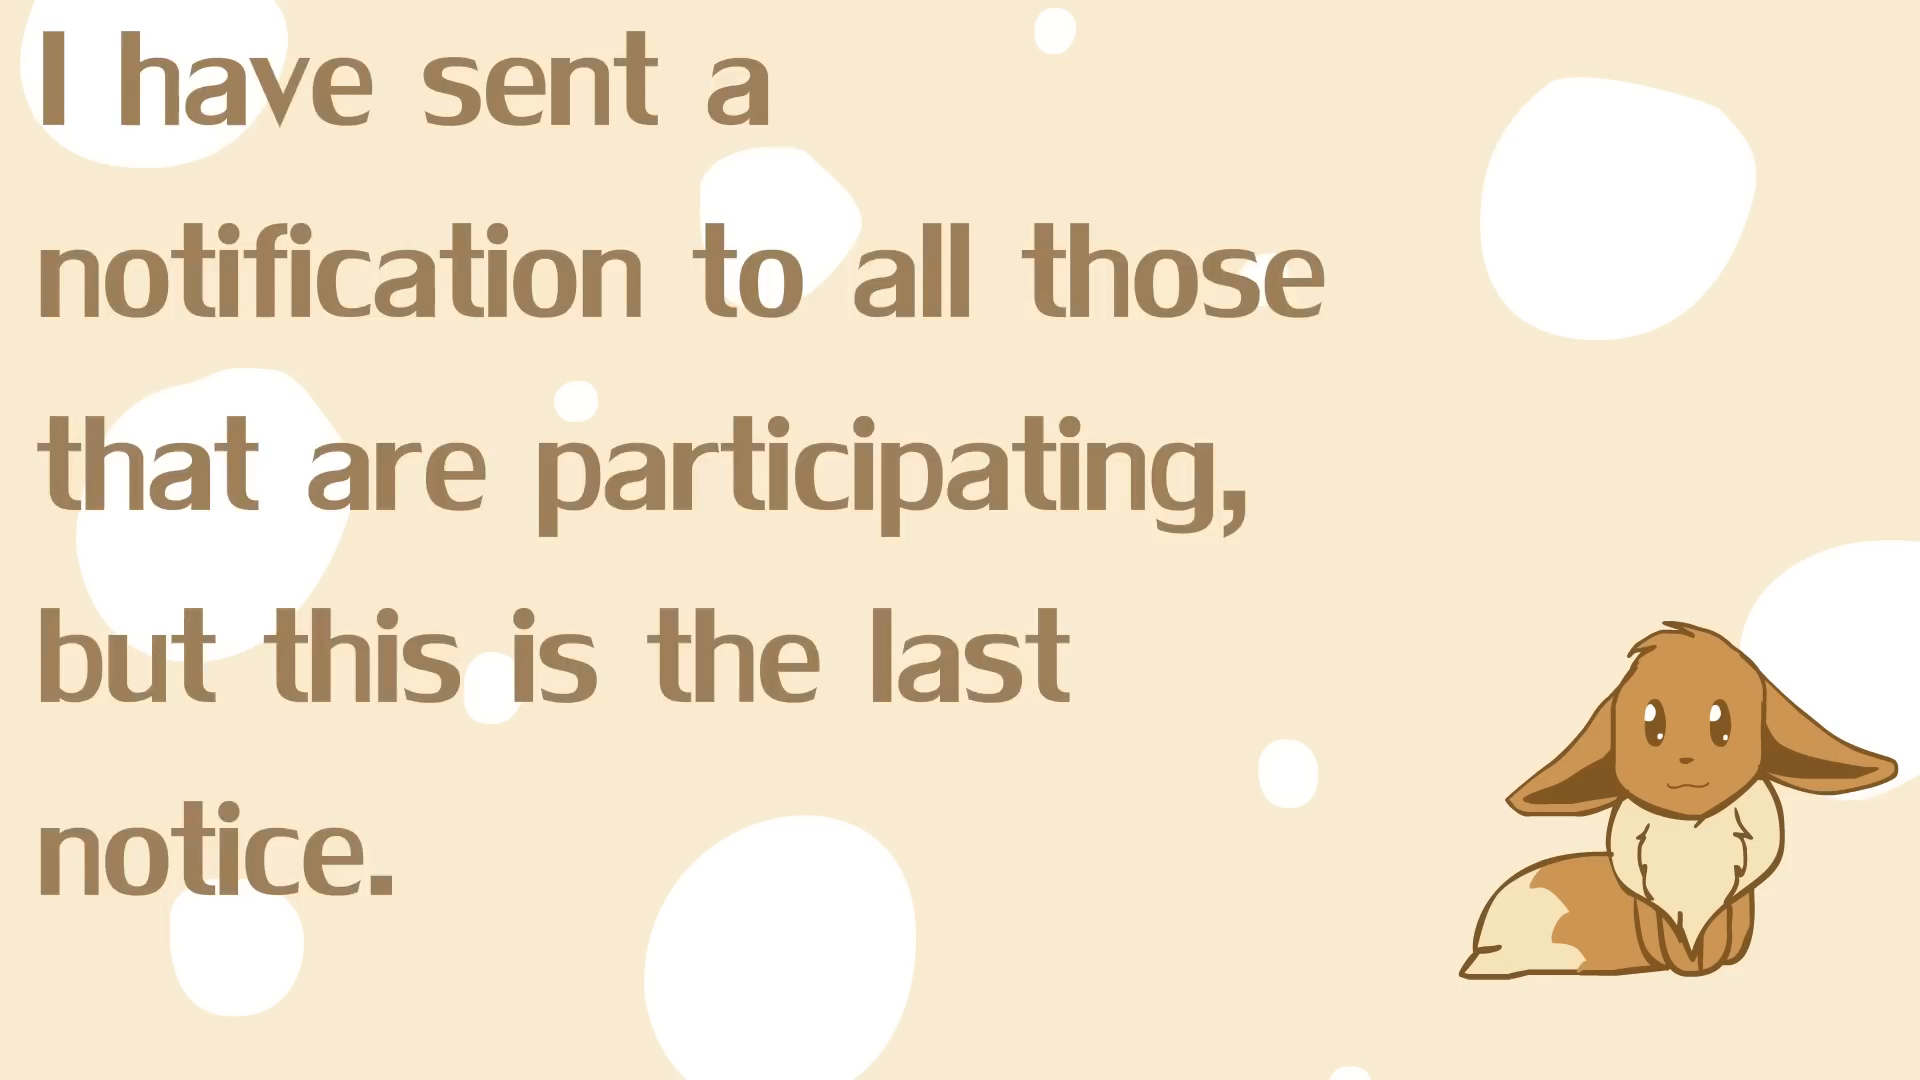 I have sent a
notification to all those
that are participating,
but this is the last
notice.